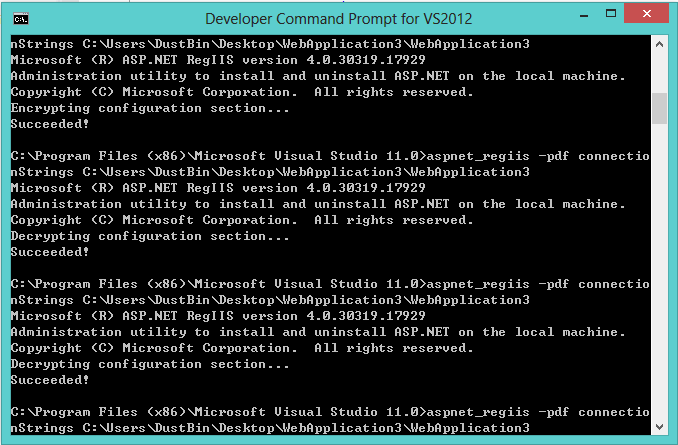 Developer Command Prompt for VS2012
nStrings C:\Users\DustBin\Desktop\WebApplication3\WebApplication3
Microsoft (R) ASP.NET RegIIS version 4.0.30319.17929
Administration utility to install and uninstall ASP.NET on the local machine.
Copyright (C) Microsoft Corporation.  All rights reserved.
Encrypting configuration section...
Succeeded!
C:\Program Files (x86)\Microsoft Visual Studio 11.0>aspnet_regiis -pdf connectio
nStrings C:\Users\DustBin\Desktop\WebApplication3\WebApplication3
Microsoft (R) ASP.NET RegIIS version 4.0.30319.17929
Administration utility to install and uninstall ASP.NET on the local machine.
Copyright (C) Microsoft Corporation.  All rights reserved.
Decrypting configuration section...
Succeeded!
C:\Program Files (x86)\Microsoft Visual Studio 11.0>aspnet_regiis -pdf connectio
nStrings C:\Users\DustBin\Desktop\WebApplication3\WebApplication3
Microsoft (R) ASP.NET RegIIS version 4.0.30319.17929
Administration utility to install and uninstall ASP.NET on the local machine.
Copyright (C) Microsoft Corporation.  All rights reserved.
Decrypting configuration section...
Succeeded!
C:\Program Files (x86)\Microsoft Visual Studio 11.0>aspnet_regiis -pdf connectio
nStrings C:\Users\DustBin\Desktop\WebApplication3\WebApplication3